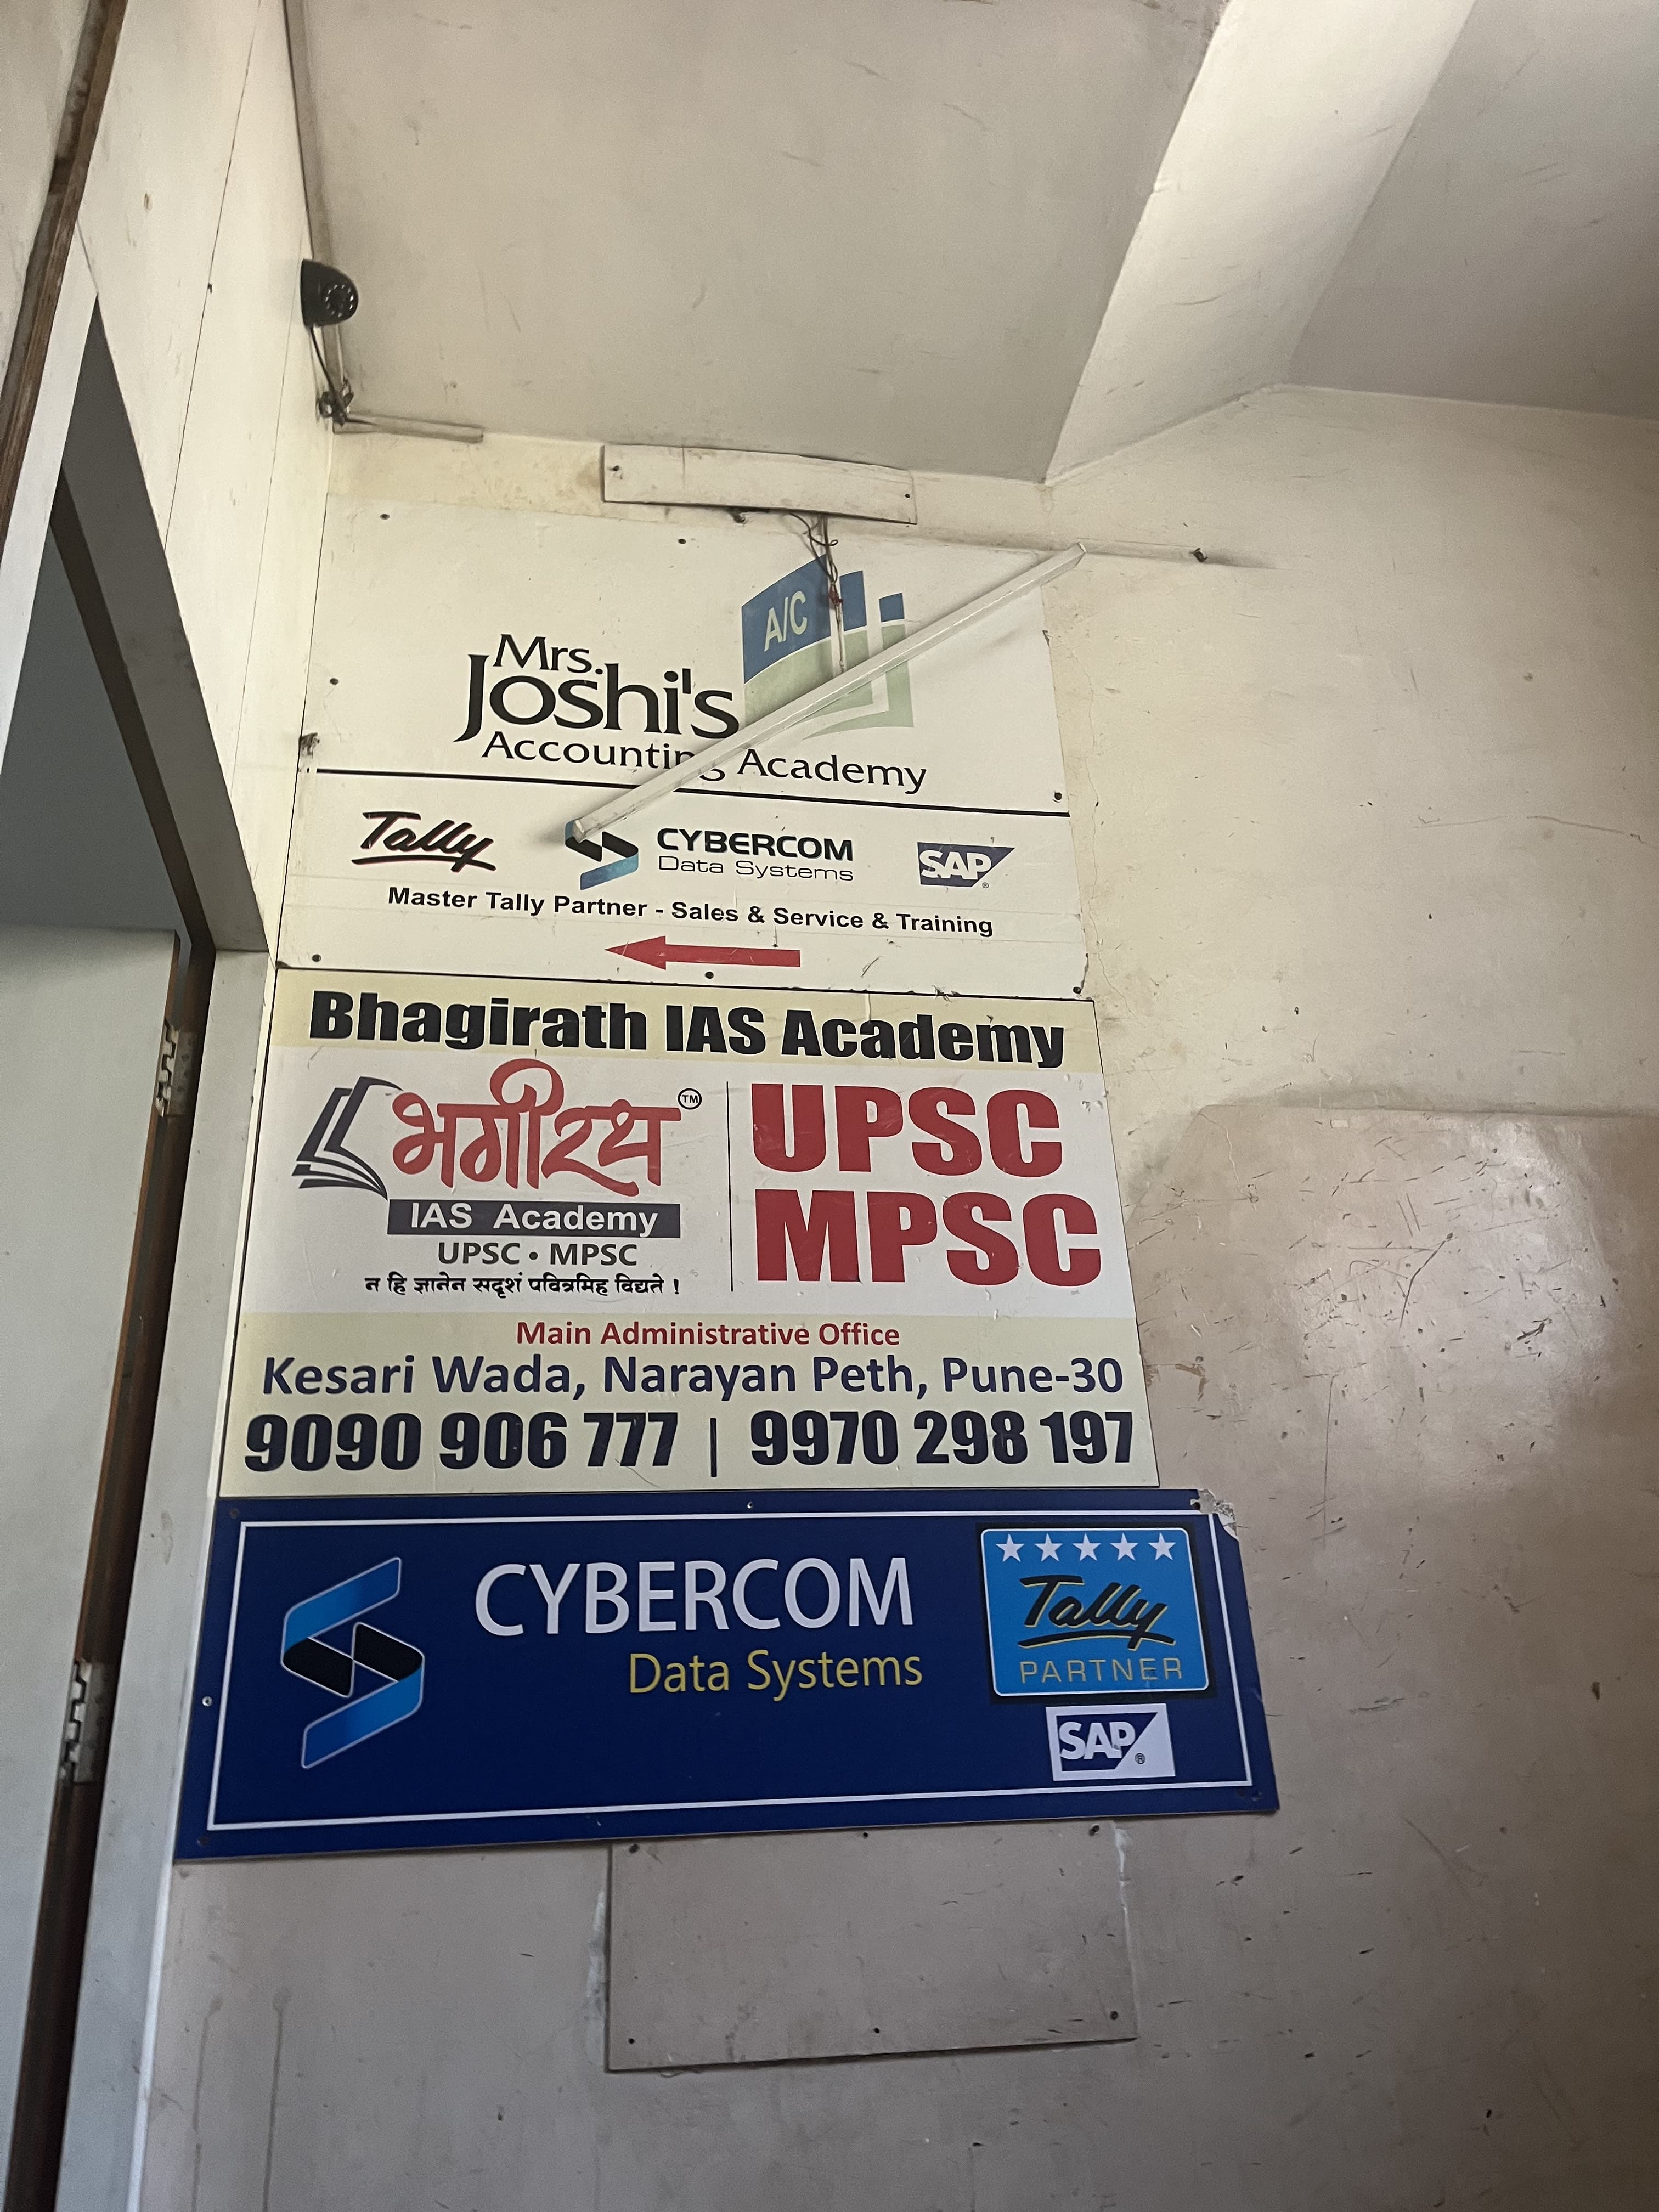 A/C
Mrs.
Joshi's
Accounting Academy
Tally
CYBERCOM
Data Systems
SAP®
Master Tally Partner - Sales & Service & Training
Bhagirath IAS Academy
भगीरथ TM
IAS Academy
UPSC • MPSC
न हि ज्ञानेन सदृशं पवित्रमिह विद्यते !
UPSC
MPSC
Main Administrative Office
Kesari Wada, Narayan Peth, Pune-30
9090 906 777 | 9970 298 197
CYBERCOM
Data Systems
Tally
PARTNER
SAP®